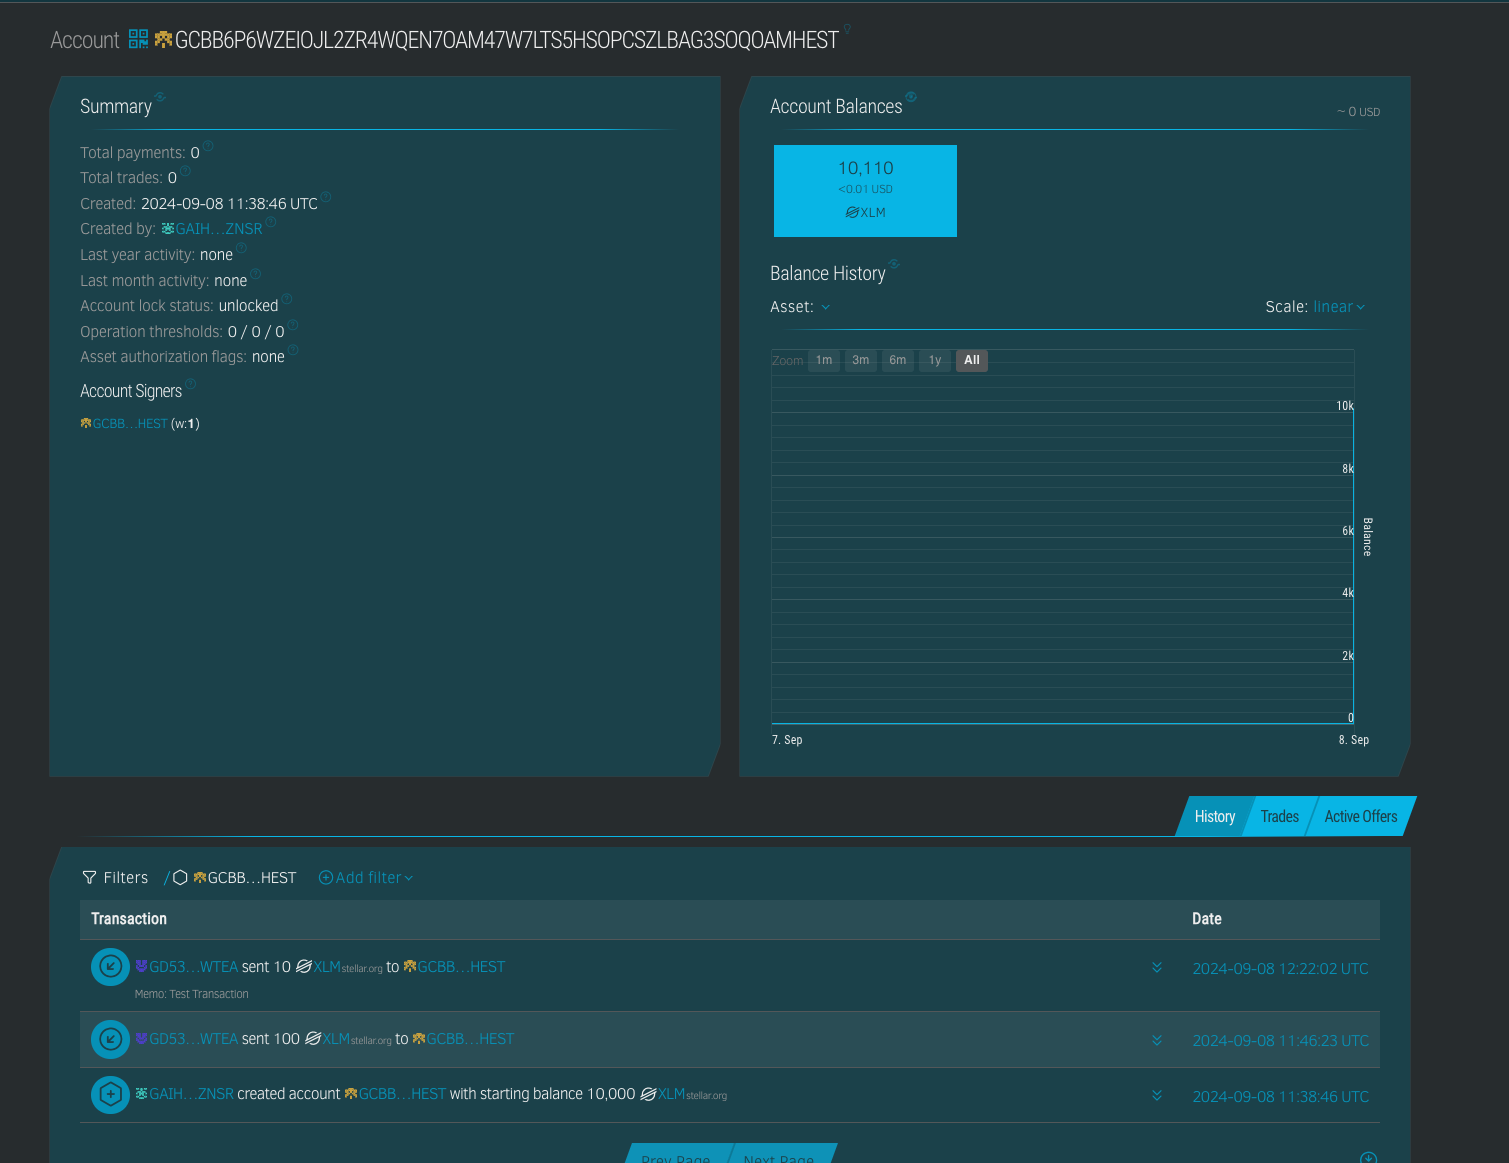 Account GCBB6P6WZEIOJL2ZR4WQEN7OAM47W7LTS5HSOPCSZLBAG3SOQOAMHEST
Summary
Total payments: 0
Total trades: 0
Created: 2024-09-08 11:38:46 UTC
Created by: GAIH…ZNSR
Last year activity: none
Last month activity: none
Account lock status: unlocked
Operation thresholds: 0 / 0 / 0
Asset authorization flags: none
Account Signers
GCBB…HEST (w:1)
Account Balances
~ 0 USD
10,110
<0.01 USD
XLM
Balance History
Asset:
Scale: linear
Zoom 1m 3m 6m 1y All
10k
8k
6k
4k
2k
0
Balance
7. Sep 8. Sep
History Trades Active Offers
Filters / GCBB…HEST Add filter
Transaction Date
GD53…WTEA sent 10 XLM stellar.org to GCBB…HEST 2024-09-08 12:22:02 UTC
Memo: Test Transaction
GD53…WTEA sent 100 XLM stellar.org to GCBB…HEST 2024-09-08 11:46:23 UTC
GAIH…ZNSR created account GCBB…HEST with starting balance 10,000 XLM stellar.org 2024-09-08 11:38:46 UTC
Prev Page Next Page